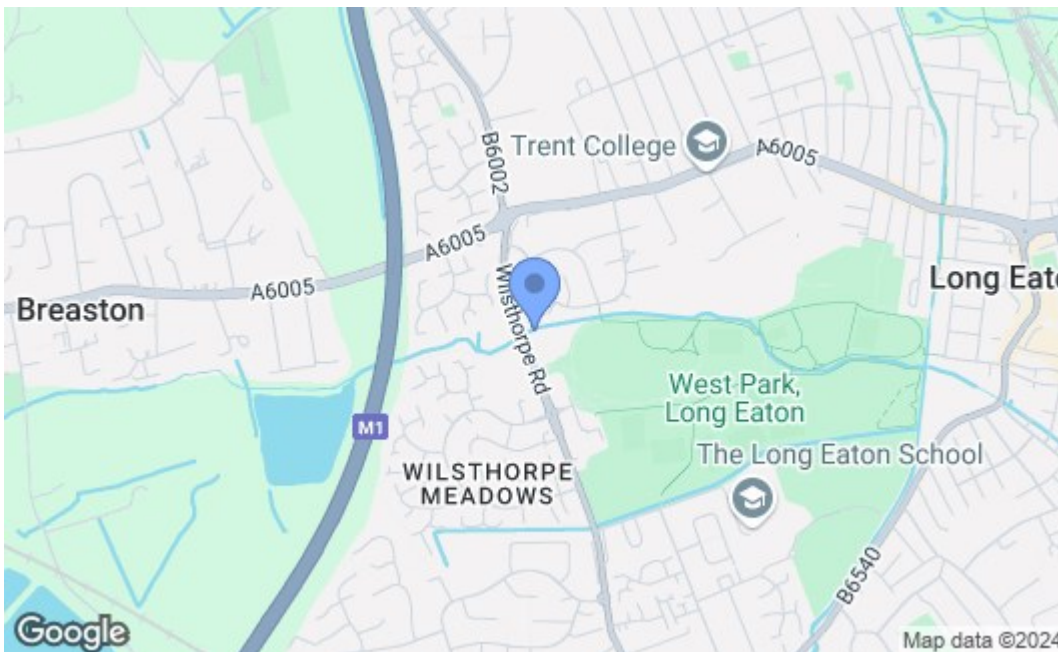 B6002
Trent College
A6005
A6005
A6005
Wilsthorpe Rd
Breaston
Long Eato
West Park,
Long Eaton
M1
The Long Eaton School
WILSTHORPE
MEADOWS
B6540
Google
Map data ©2024